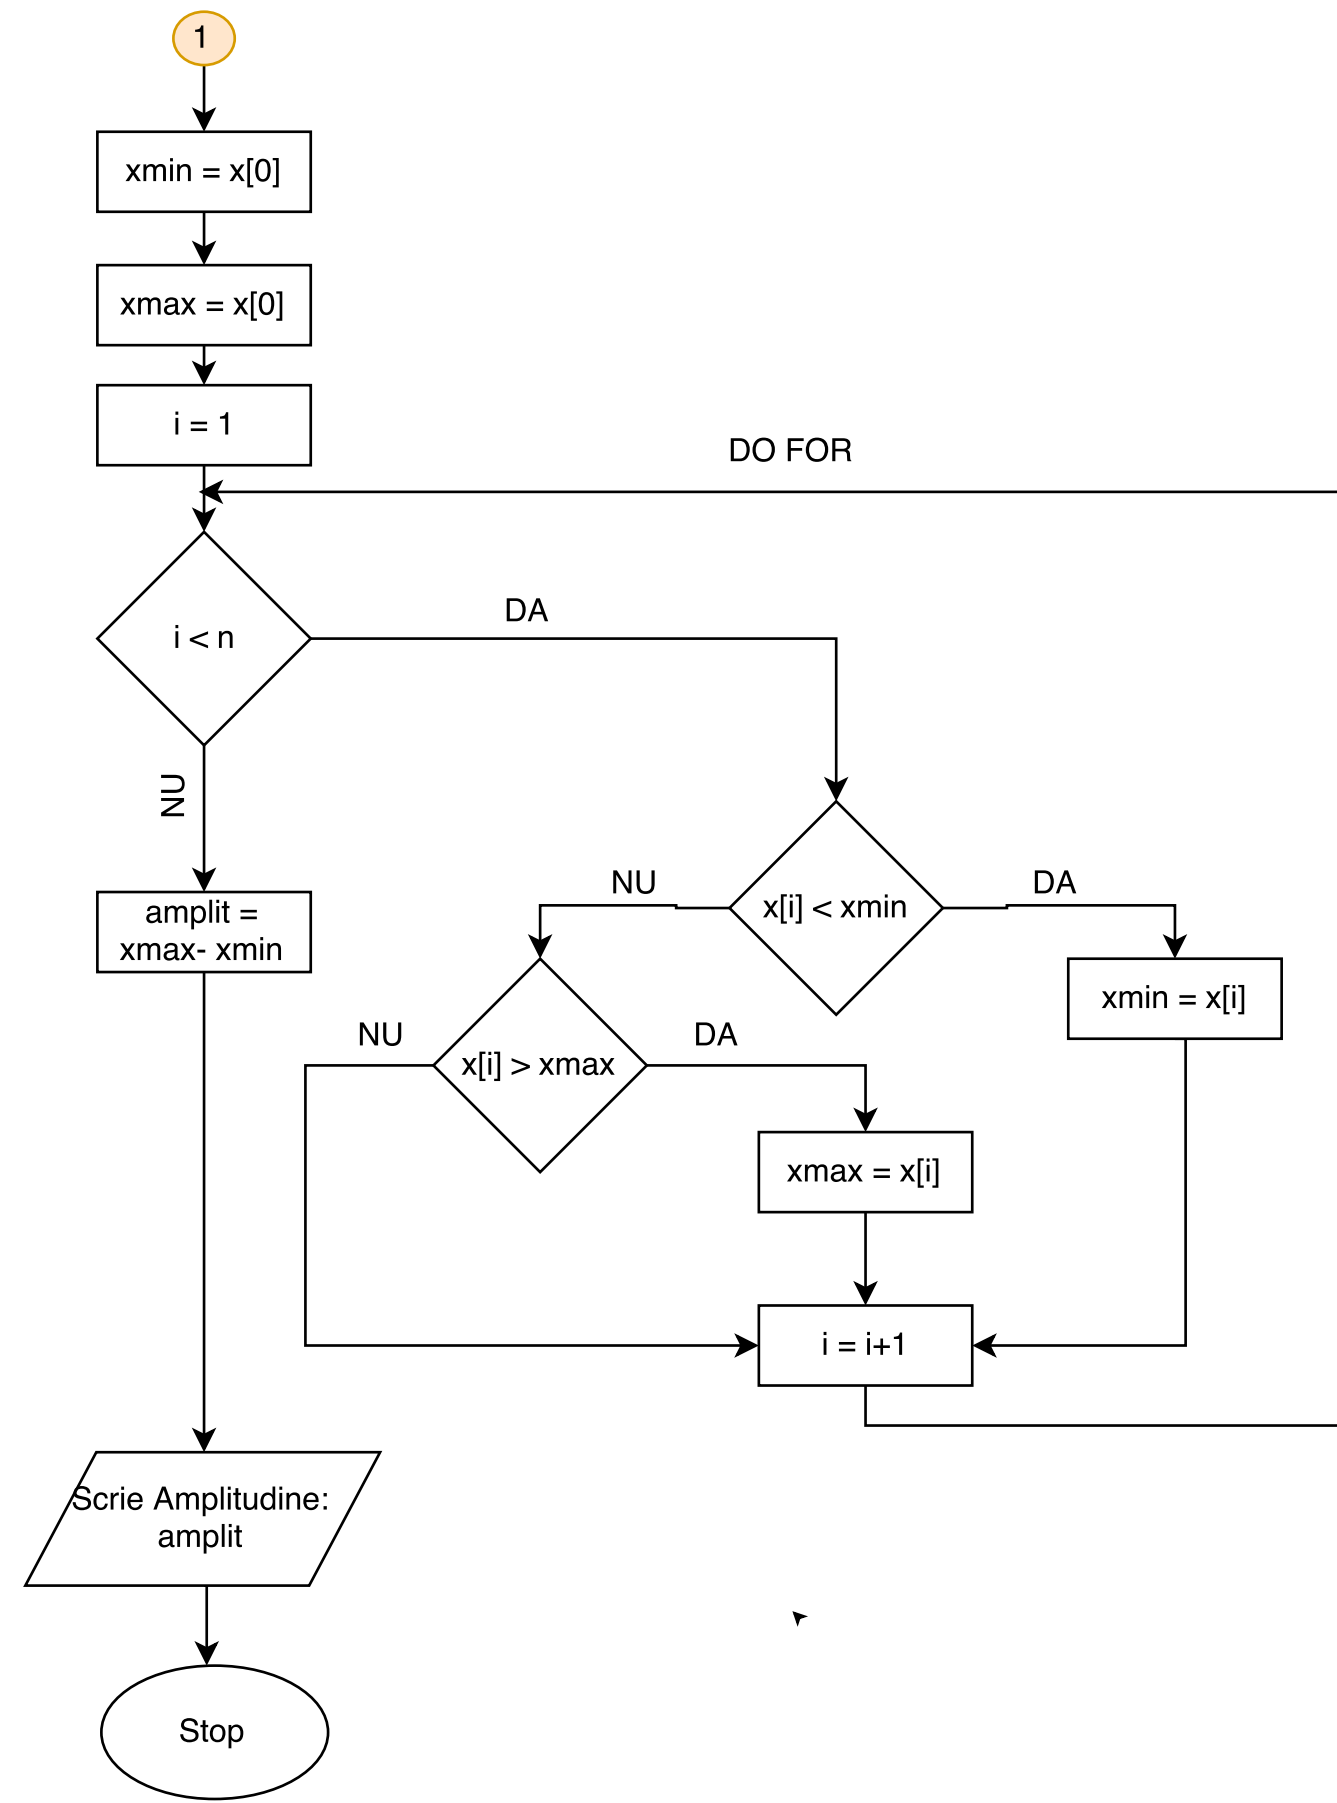 1
xmin = x[0]
xmax = x[0]
i = 1
DO FOR
i < n
DA
NU
x[i] < xmin
NU
DA
amplit =
xmax- xmin
xmin = x[i]
x[i] > xmax
NU
DA
xmax = x[i]
i = i+1
Scrie Amplitudine:
amplit
Stop